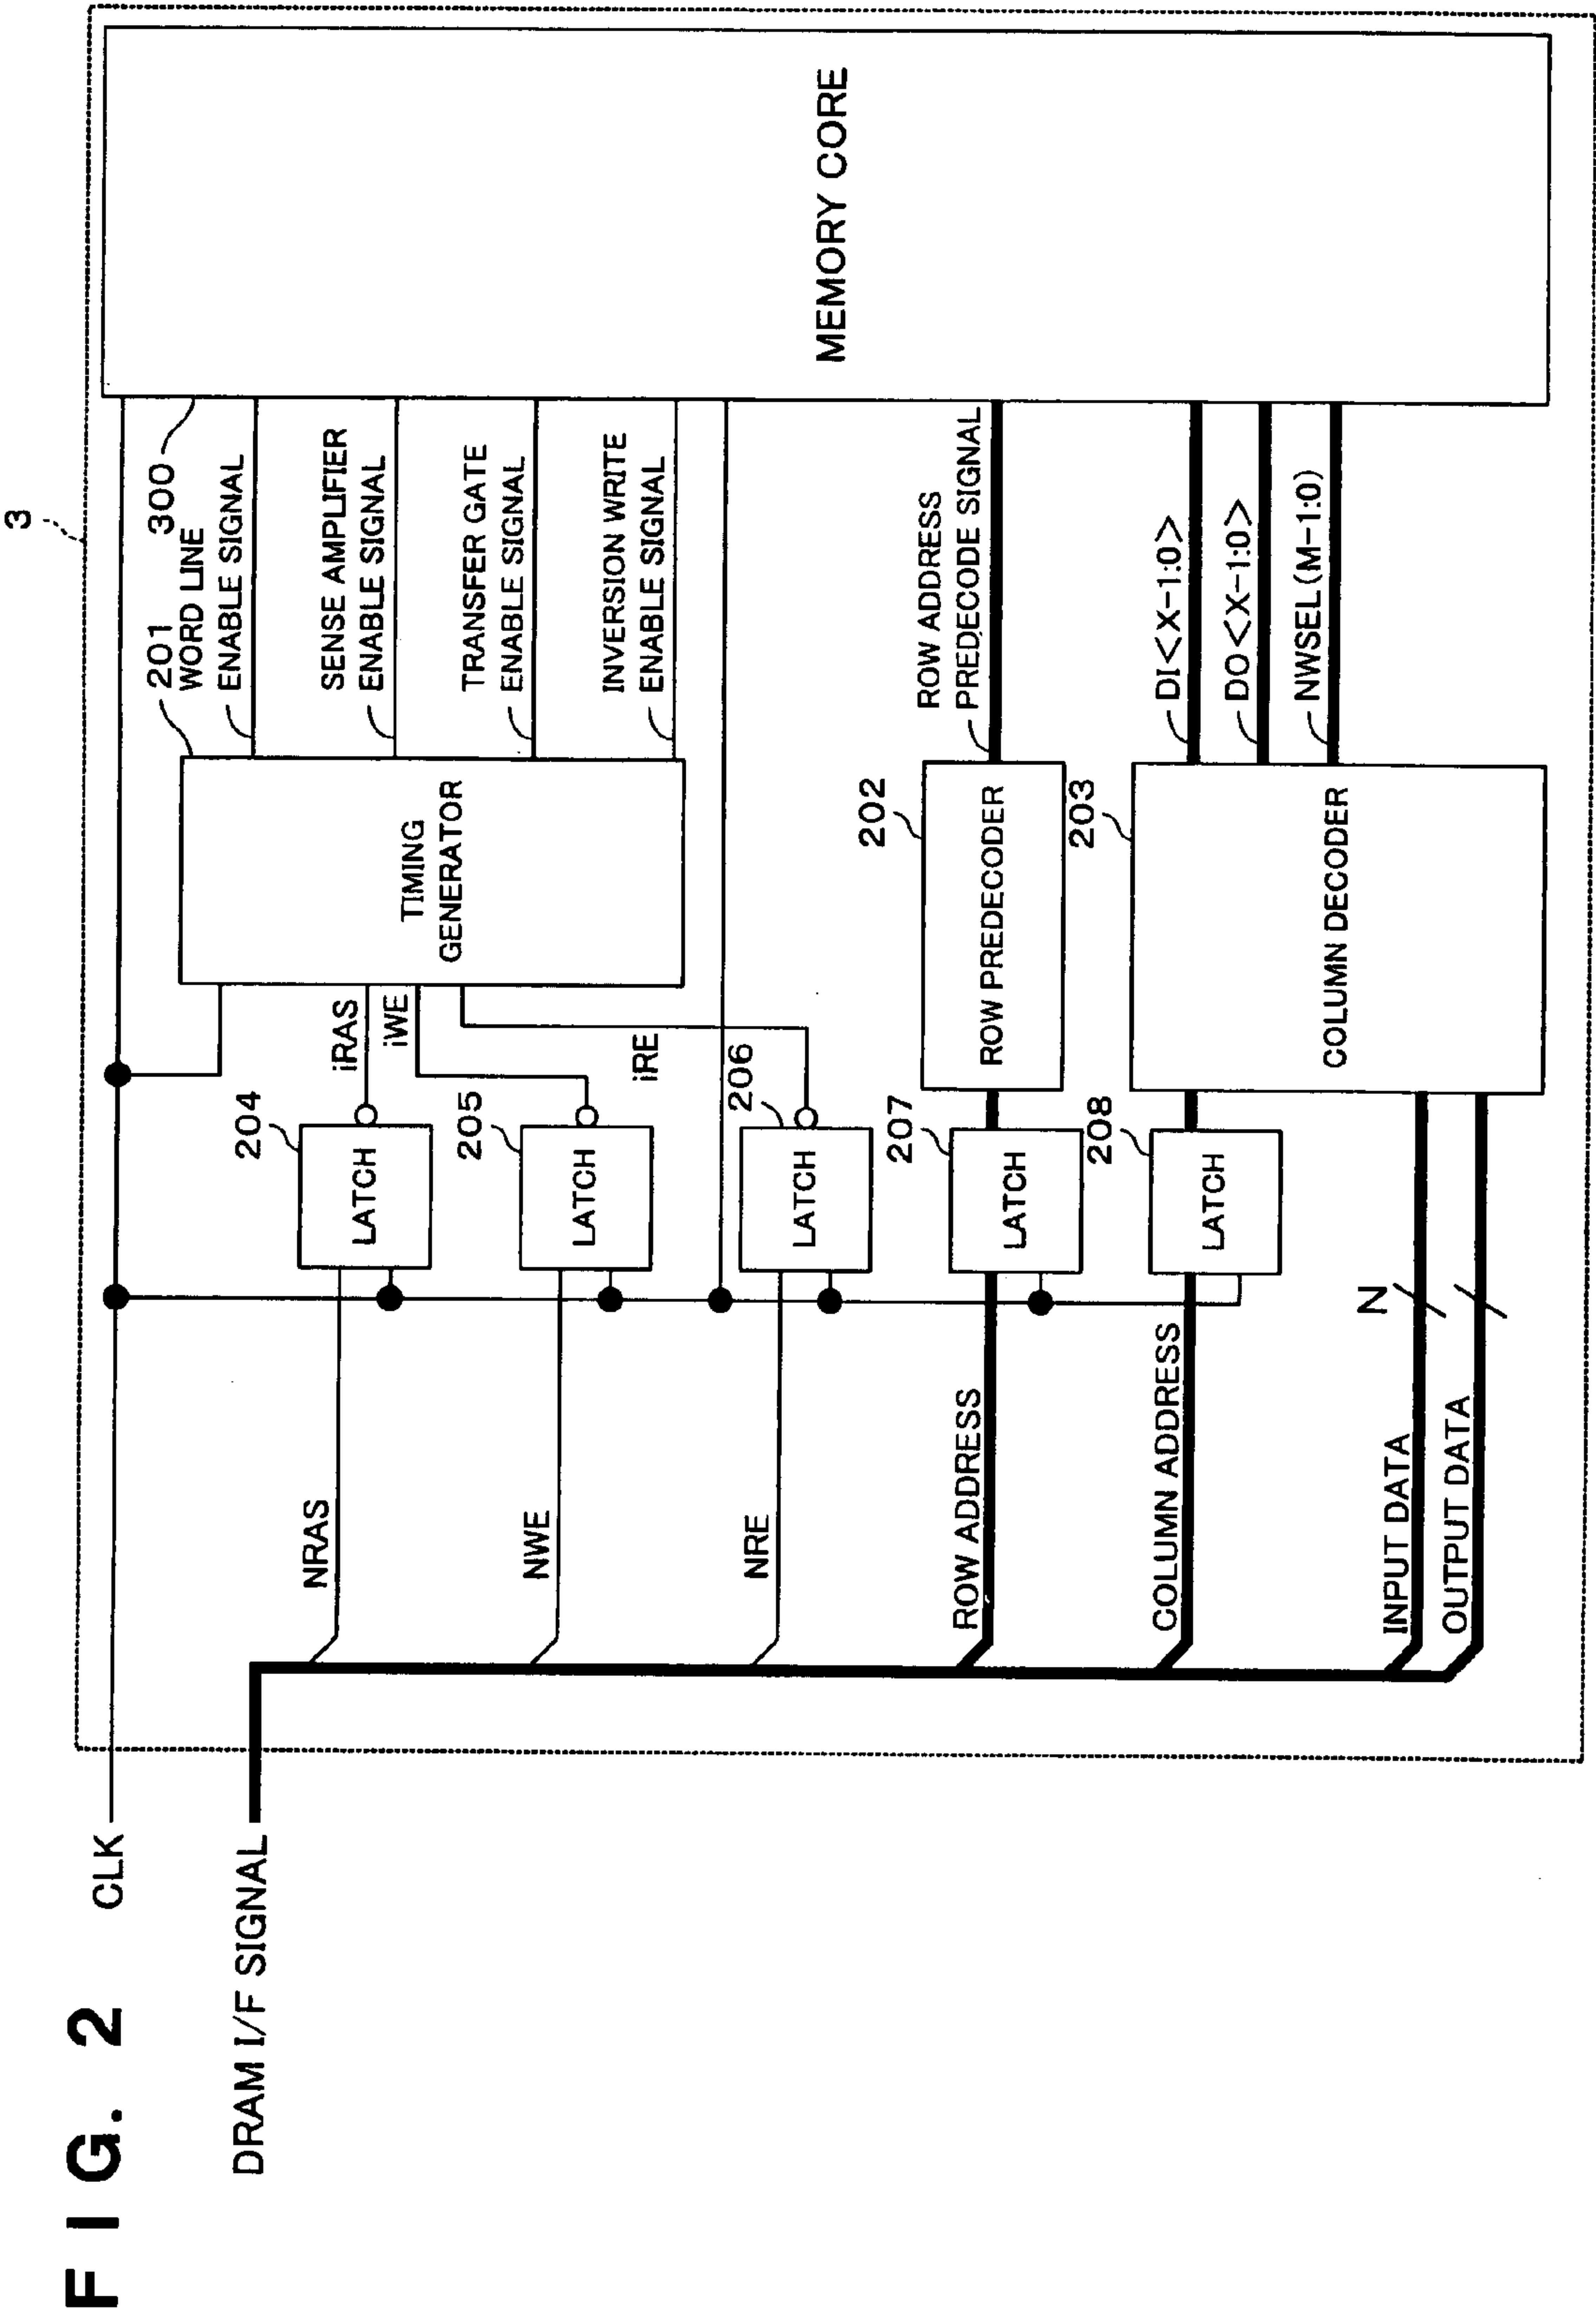 FIG. 2
3
CLK
DRAM I/F SIGNAL
NRAS
NWE
NRE
ROW ADDRESS
COLUMN ADDRESS
INPUT DATA
OUTPUT DATA
N
204
LATCH
205
LATCH
206
LATCH
207
LATCH
208
LATCH
iRAS
iWE
iRE
201
TIMING
GENERATOR
202
ROW PREDECODER
203
COLUMN DECODER
WORD LINE
ENABLE SIGNAL
SENSE AMPLIFIER
ENABLE SIGNAL
TRANSFER GATE
ENABLE SIGNAL
INVERSION WRITE
ENABLE SIGNAL
ROW ADDRESS
PREDECODE SIGNAL
DI<X-1:0>
DO<X-1:0>
NWSEL(M-1:0)
300
MEMORY CORE